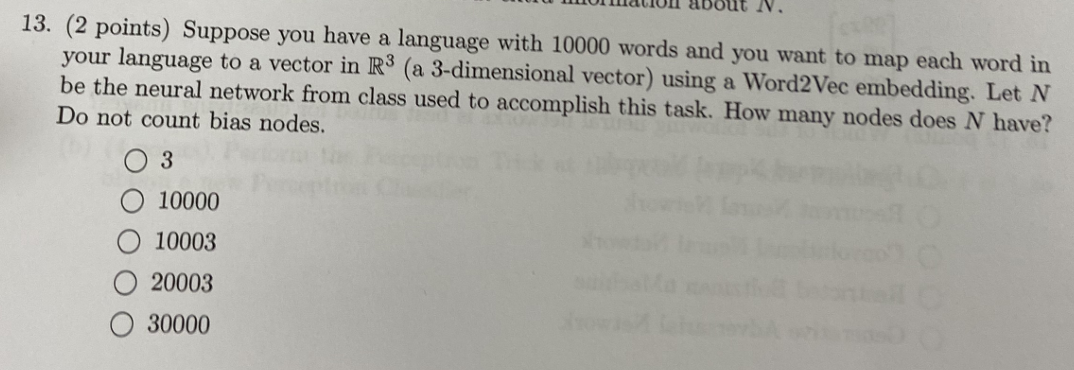 information about N.
13. (2 points) Suppose you have a language with 10000 words and you want to map each word in
your language to a vector in ℝ³ (a 3-dimensional vector) using a Word2Vec embedding. Let N
be the neural network from class used to accomplish this task. How many nodes does N have?
Do not count bias nodes.
○ 3
○ 10000
○ 10003
○ 20003
○ 30000